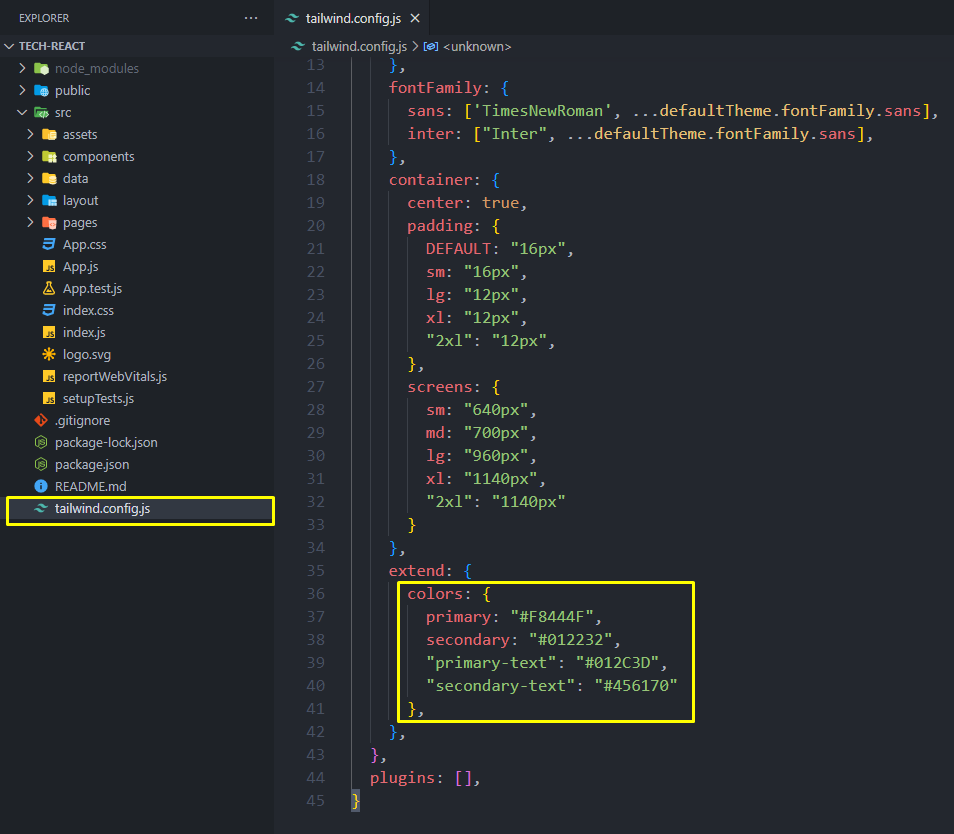 EXPLORER
···
TECH-REACT
node_modules
public
src
assets
components
data
layout
pages
App.css
App.js
App.test.js
index.css
index.js
logo.svg
reportWebVitals.js
setupTests.js
.gitignore
package-lock.json
package.json
README.md
tailwind.config.js
tailwind.config.js
tailwind.config.js > <unknown>
13 },
14 fontFamily: {
15 sans: ['TimesNewRoman', ...defaultTheme.fontFamily.sans],
16 inter: ["Inter", ...defaultTheme.fontFamily.sans],
17 },
18 container: {
19 center: true,
20 padding: {
21 DEFAULT: "16px",
22 sm: "16px",
23 lg: "12px",
24 xl: "12px",
25 "2xl": "12px",
26 },
27 screens: {
28 sm: "640px",
29 md: "700px",
30 lg: "960px",
31 xl: "1140px",
32 "2xl": "1140px"
33 }
34 },
35 extend: {
36 colors: {
37 primary: "#F8444F",
38 secondary: "#012232",
39 "primary-text": "#012C3D",
40 "secondary-text": "#456170"
41 },
42 },
43 },
44 plugins: [],
45 }